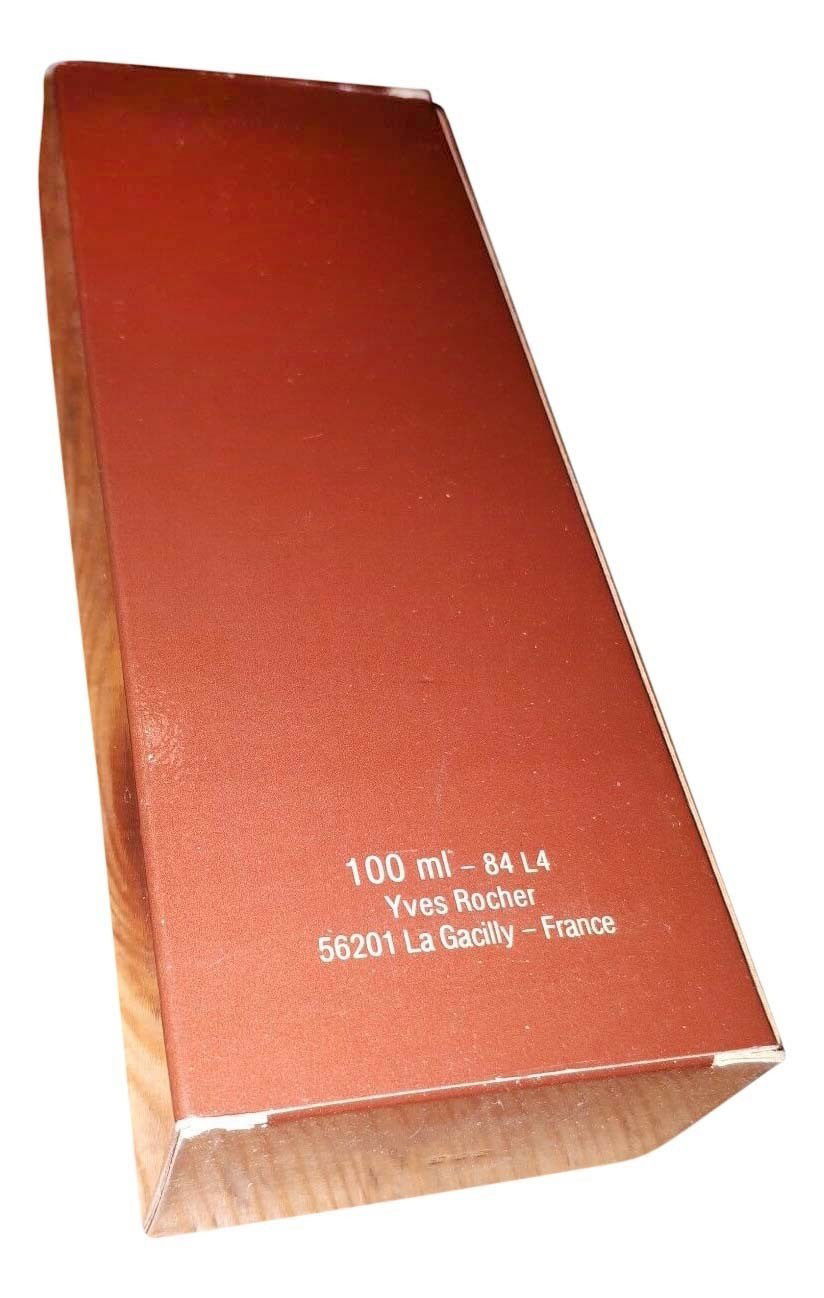 100 ml – 84 L4
Yves Rocher
56201 La Gacilly – France